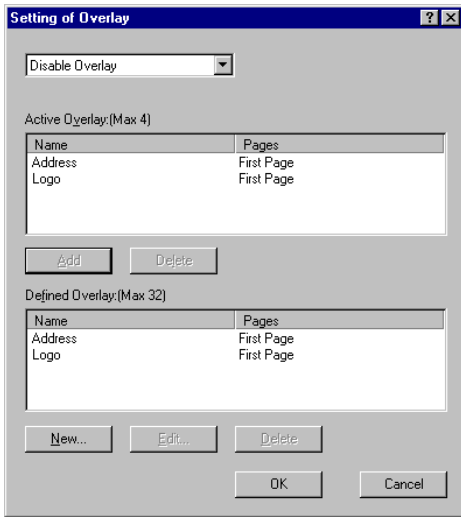 Setting of Overlay
Disable Overlay
Active Overlay:(Max 4)
Name Pages
Address First Page
Logo First Page
Add Delete
Defined Overlay:(Max 32)
Name Pages
Address First Page
Logo First Page
New... Edit... Delete
OK Cancel